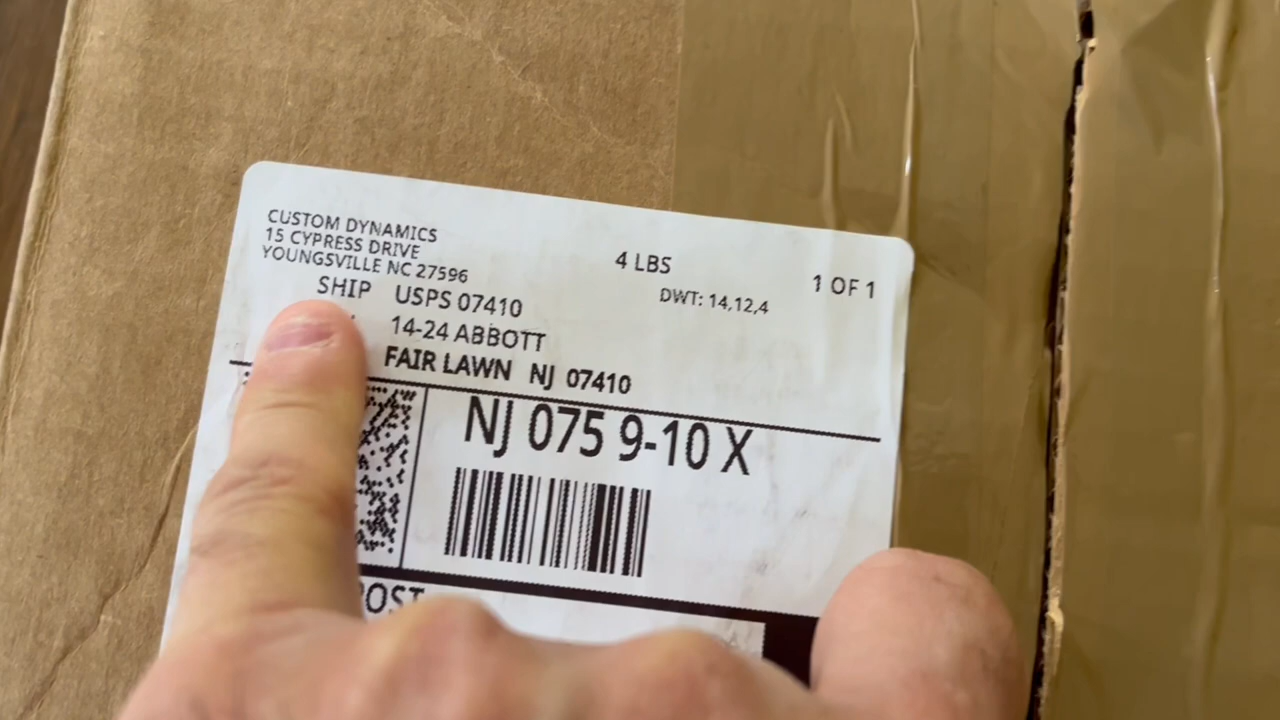 CUSTOM DYNAMICS
15 CYPRESS DRIVE
YOUNGSVILLE NC 27596
4 LBS
1 OF 1
DWT: 14,12,4
SHIP USPS 07410
14-24 ABBOTT
FAIR LAWN NJ 07410
NJ 075 9-10 X
OST